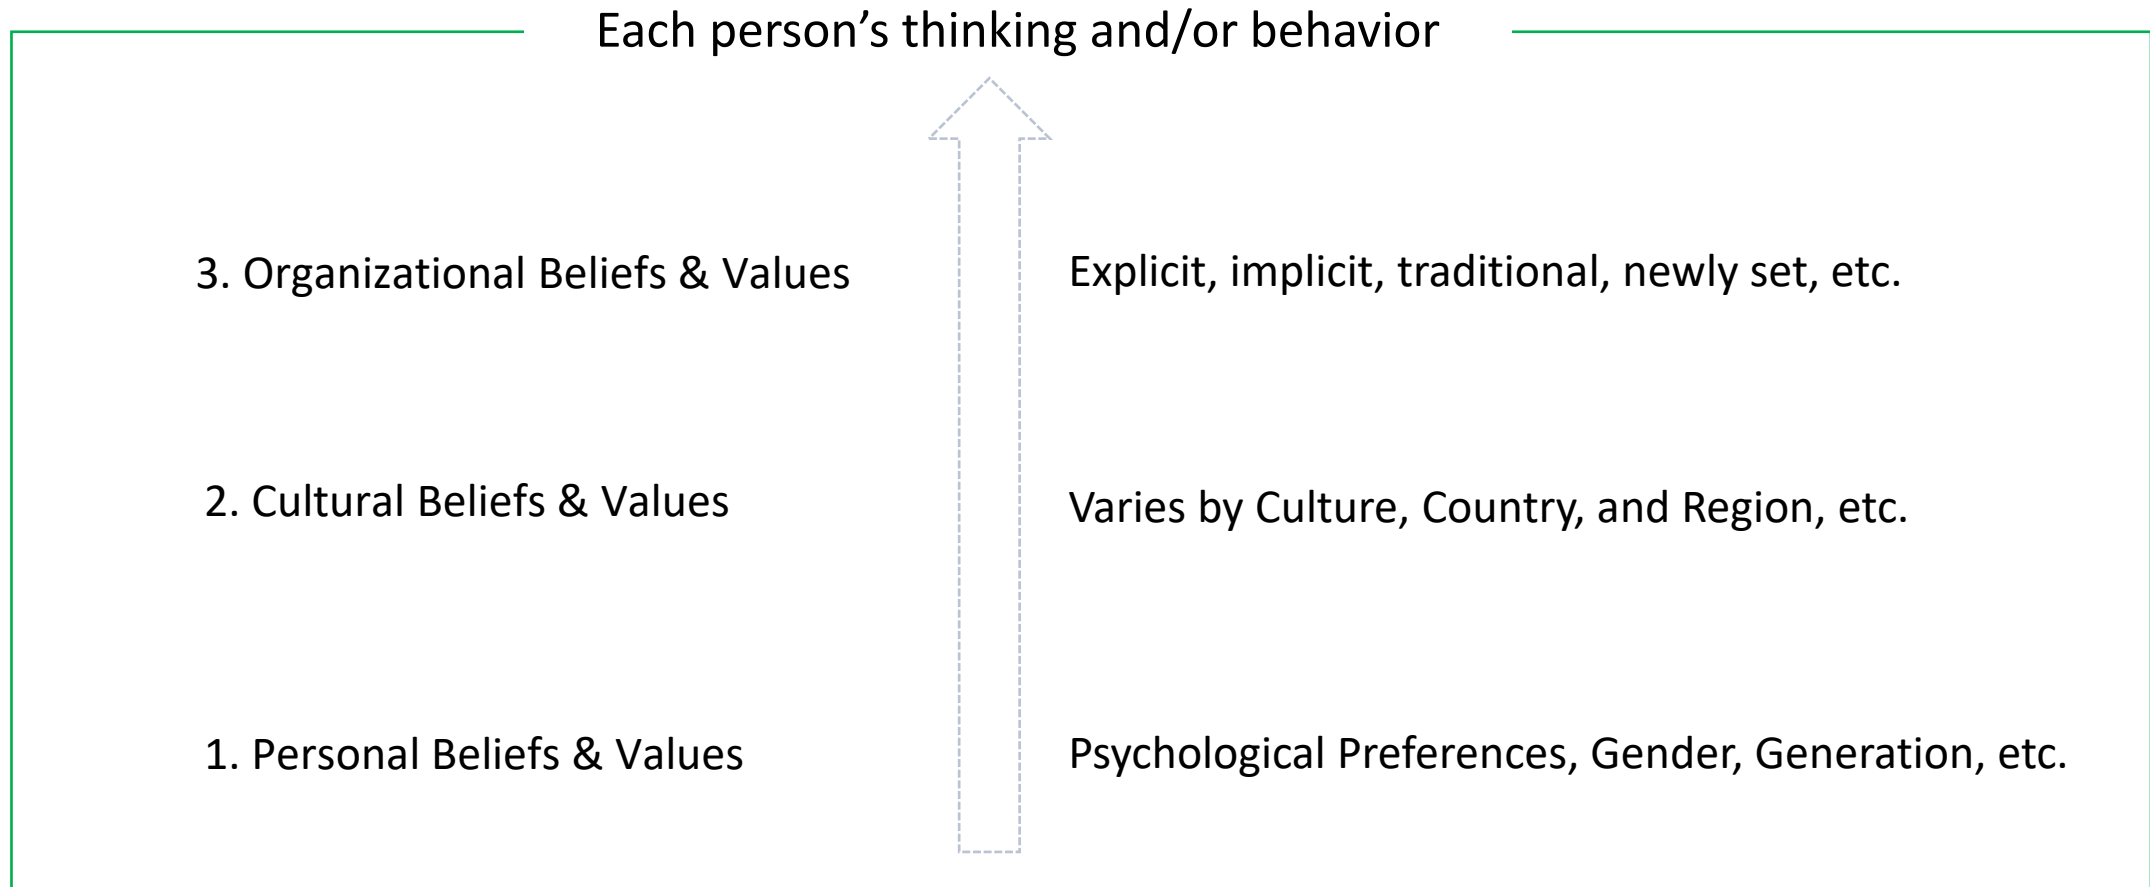 Each person’s thinking and/or behavior
3. Organizational Beliefs & Values
Explicit, implicit, traditional, newly set, etc.
2. Cultural Beliefs & Values
Varies by Culture, Country, and Region, etc.
1. Personal Beliefs & Values
Psychological Preferences, Gender, Generation, etc.